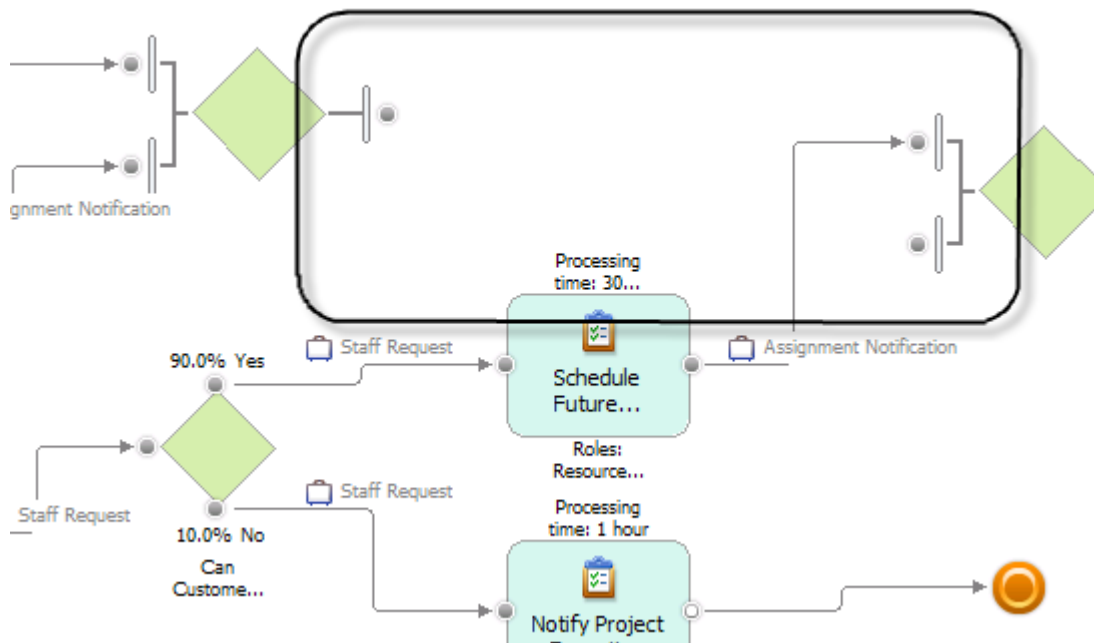 gnment Notification
Processing
time: 30...
Staff Request
Assignment Notification
90.0% Yes
Schedule
Future...
Roles:
Resource...
Staff Request
Staff Request
Processing
time: 1 hour
10.0% No
Can
Custome...
Notify Project